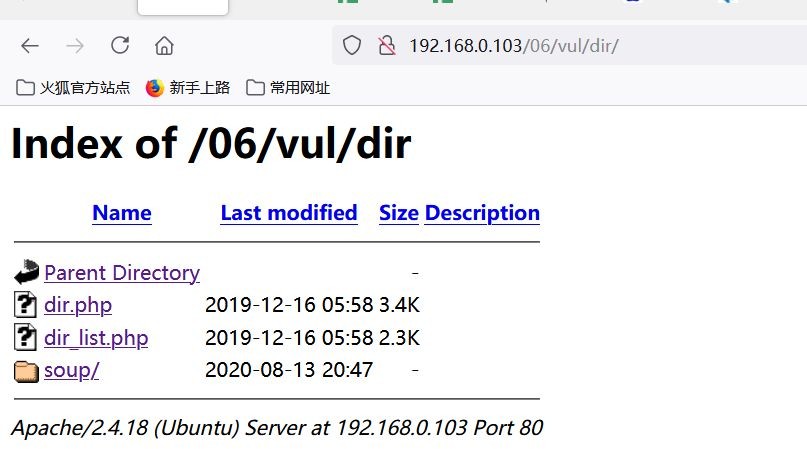 192.168.0.103/06/vul/dir/
火狐官方站点 新手上路 常用网址
Index of /06/vul/dir
Name Last modified Size Description
Parent Directory -
dir.php 2019-12-16 05:58 3.4K
dir_list.php 2019-12-16 05:58 2.3K
soup/ 2020-08-13 20:47 -
Apache/2.4.18 (Ubuntu) Server at 192.168.0.103 Port 80